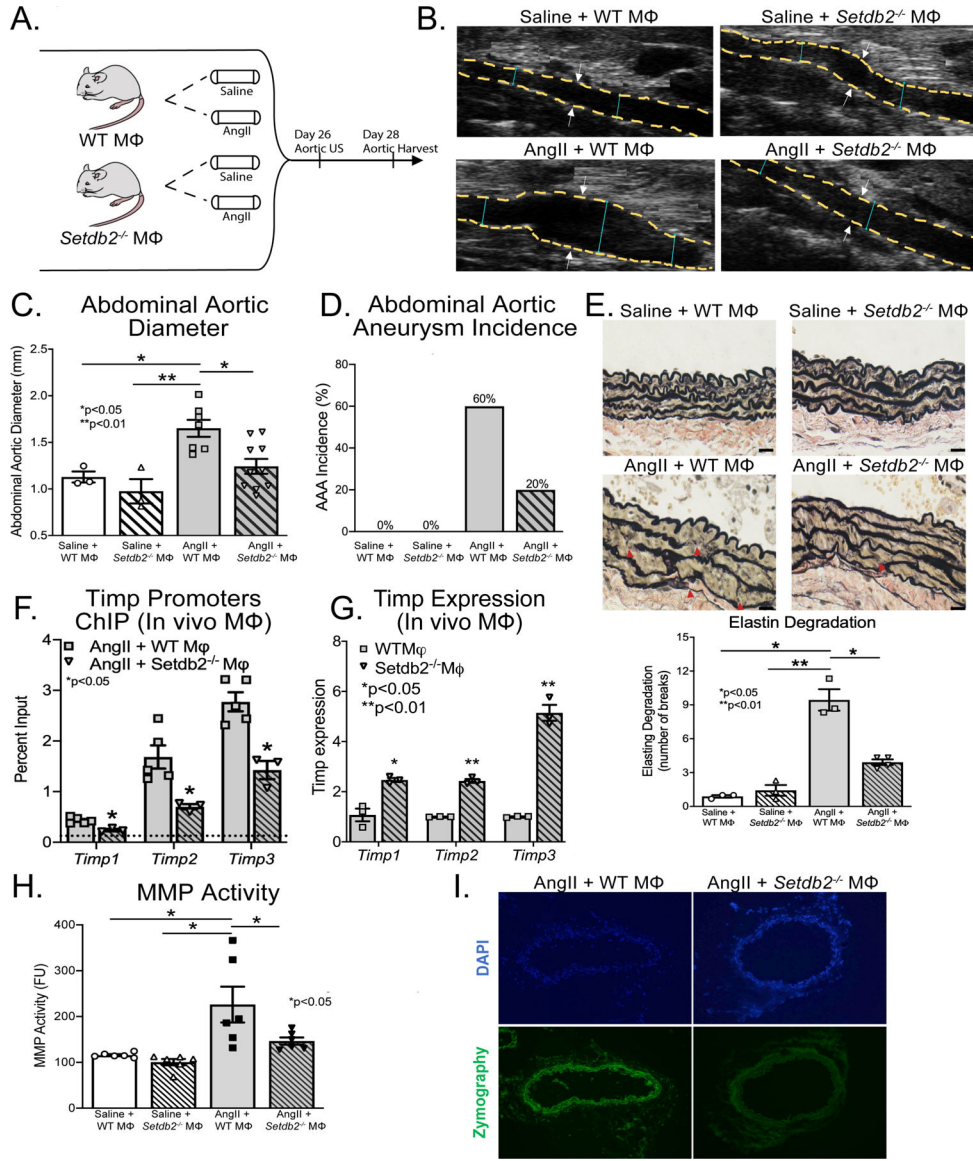 A.
WT MΦ
Saline
AngII
Setdb2-/- MΦ
Saline
AngII
Day 26
Aortic US
Day 28
Aortic Harvest
B.
Saline + WT MΦ
Saline + Setdb2-/- MΦ
AngII + WT MΦ
AngII + Setdb2-/- MΦ
C.
Abdominal Aortic
Diameter
Abdominal Aortic Diameter (mm)
2.5
2.0
1.5
1.0
0.5
*
**
*
*p<0.05
**p<0.01
Saline +
WT MΦ
Saline +
Setdb2-/- MΦ
AngII +
WT MΦ
AngII +
Setdb2-/- MΦ
D.
Abdominal Aortic
Aneurysm Incidence
AAA Incidence (%)
80
60
40
20
0
0%
0%
60%
20%
Saline +
WT MΦ
Saline +
Setdb2-/- MΦ
AngII +
WT MΦ
AngII +
Setdb2-/- MΦ
E.
Saline + WT MΦ
Saline + Setdb2-/- MΦ
AngII + WT MΦ
AngII + Setdb2-/- MΦ
Elastin Degradation
Elasting Degradation
(number of breaks)
15
12
9
6
3
0
*
**
*
*p<0.05
**p<0.01
Saline +
WT MΦ
Saline +
Setdb2-/- MΦ
AngII +
WT MΦ
AngII +
Setdb2-/- MΦ
F.
Timp Promoters
ChIP (In vivo MΦ)
AngII + WT Mφ
AngII + Setdb2-/- Mφ
*p<0.05
Percent Input
4
3
2
1
0
*
*
*
Timp1
Timp2
Timp3
G.
Timp Expression
(In vivo MΦ)
WTMφ
Setdb2-/-Mφ
*p<0.05
**p<0.01
Timp expression
8
6
4
2
0
*
**
**
Timp1
Timp2
Timp3
H.
MMP Activity
MMP Activity (FU)
400
300
200
100
0
*
*
*
*p<0.05
Saline +
WT MΦ
Saline +
Setdb2-/- MΦ
AngII +
WT MΦ
AngII +
Setdb2-/- MΦ
I.
AngII + WT MΦ
AngII + Setdb2-/- MΦ
DAPI
Zymography